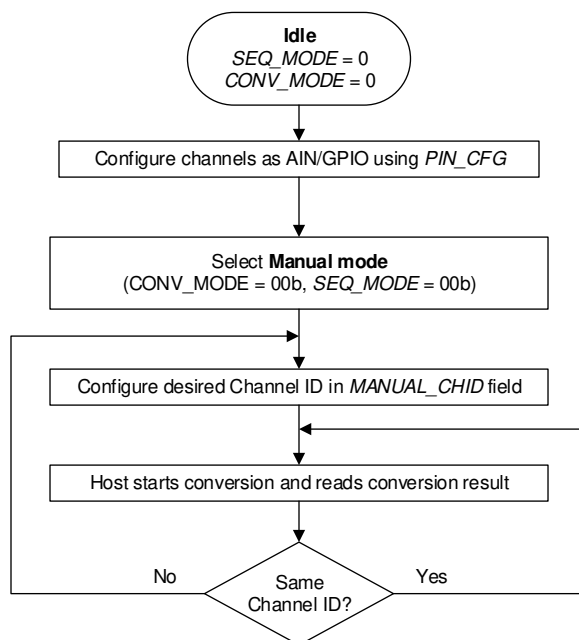 Idle
SEQ_MODE = 0
CONV_MODE = 0
Configure channels as AIN/GPIO using PIN_CFG
Select Manual mode
(CONV_MODE = 00b, SEQ_MODE = 00b)
Configure desired Channel ID in MANUAL_CHID field
Host starts conversion and reads conversion result
No
Same
Channel ID?
Yes